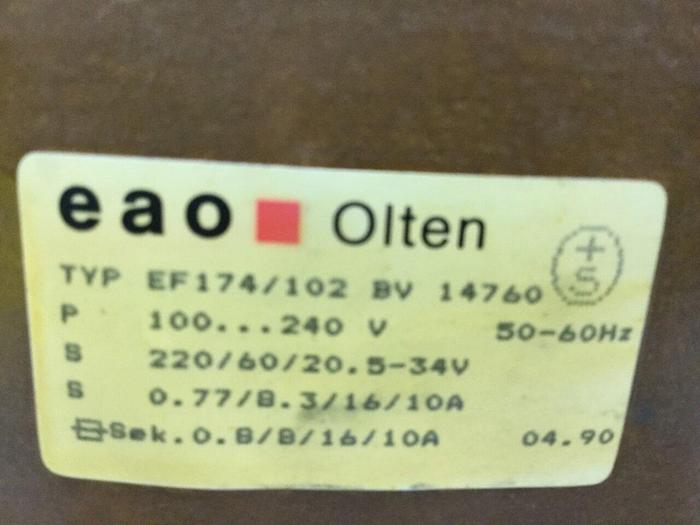 eao Olten
TYP EF174/102 BV 14760
+
S
P 100...240 V 50-60Hz
S 220/60/20.5-34V
S 0.77/8.3/16/10A
Sek.0.8/8/16/10A 04.90